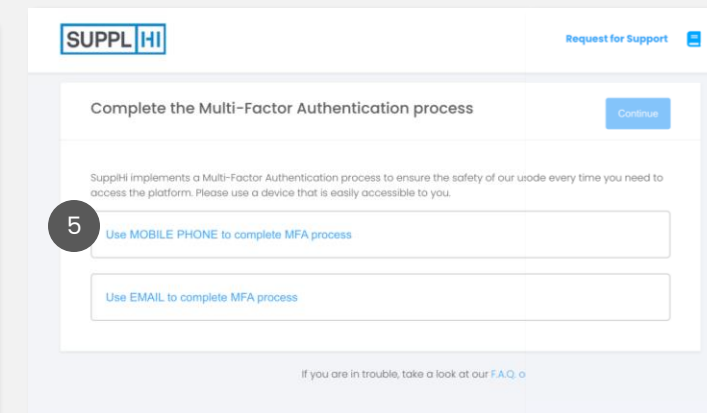 SUPPL HI
Request for Support
Complete the Multi-Factor Authentication process
Continue
SupplHi implements a Multi-Factor Authentication process to ensure the safety of our usode every time you need to
access the platform. Please use a device that is easily accessible to you.
5
Use MOBILE PHONE to complete MFA process
Use EMAIL to complete MFA process
If you are in trouble, take a look at our F.A.Q. o